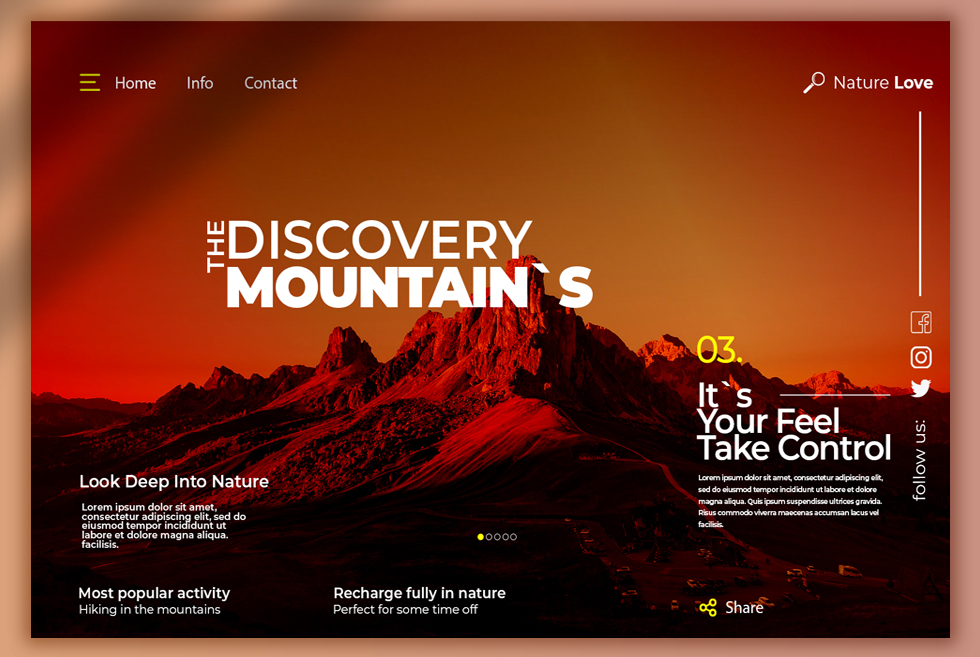 Home Info Contact
Nature Love
THE
DISCOVERY
MOUNTAIN`S
03.
It`s
Your Feel
Take Control
Lorem ipsum dolor sit amet, consectetur adipiscing elit,
sed do eiusmod tempor incididunt ut labore et dolore
magna aliqua. Quis ipsum suspendisse ultrices gravida.
Risus commodo viverra maecenas accumsan lacus vel
facilisis.
follow us:
Look Deep Into Nature
Lorem ipsum dolor sit amet,
consectetur adipiscing elit, sed do
eiusmod tempor incididunt ut
labore et dolore magna aliqua.
facilisis.
Most popular activity
Hiking in the mountains
Recharge fully in nature
Perfect for some time off
Share